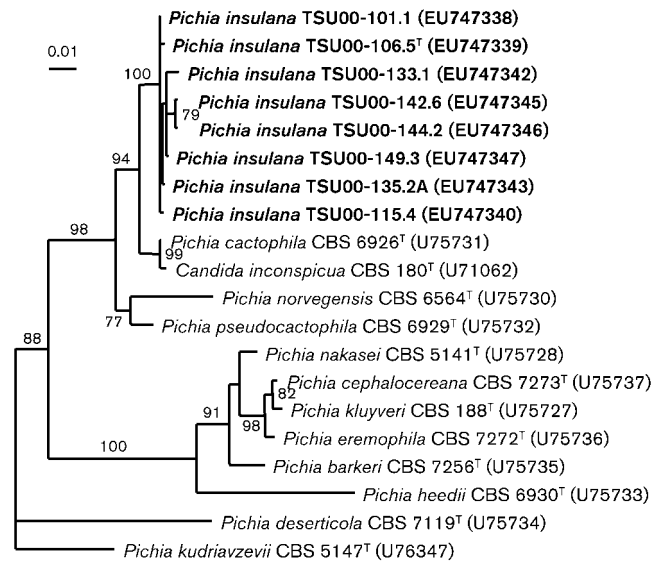 Pichia insulana TSU00-101.1 (EU747338)
Pichia insulana TSU00-106.5ᵀ (EU747339)
0.01
Pichia insulana TSU00-133.1 (EU747342)
100
Pichia insulana TSU00-142.6 (EU747345)
79
Pichia insulana TSU00-144.2 (EU747346)
94
Pichia insulana TSU00-149.3 (EU747347)
Pichia insulana TSU00-135.2A (EU747343)
Pichia insulana TSU00-115.4 (EU747340)
98
Pichia cactophila CBS 6926ᵀ (U75731)
99
Candida inconspicua CBS 180ᵀ (U71062)
Pichia norvegensis CBS 6564ᵀ (U75730)
77
Pichia pseudocactophila CBS 6929ᵀ (U75732)
88
Pichia nakasei CBS 5141ᵀ (U75728)
Pichia cephalocereana CBS 7273ᵀ (U75737)
82
91
Pichia kluyveri CBS 188ᵀ (U75727)
98
Pichia eremophila CBS 7272ᵀ (U75736)
100
Pichia barkeri CBS 7256ᵀ (U75735)
Pichia heedii CBS 6930ᵀ (U75733)
Pichia deserticola CBS 7119ᵀ (U75734)
Pichia kudriavzevii CBS 5147ᵀ (U76347)